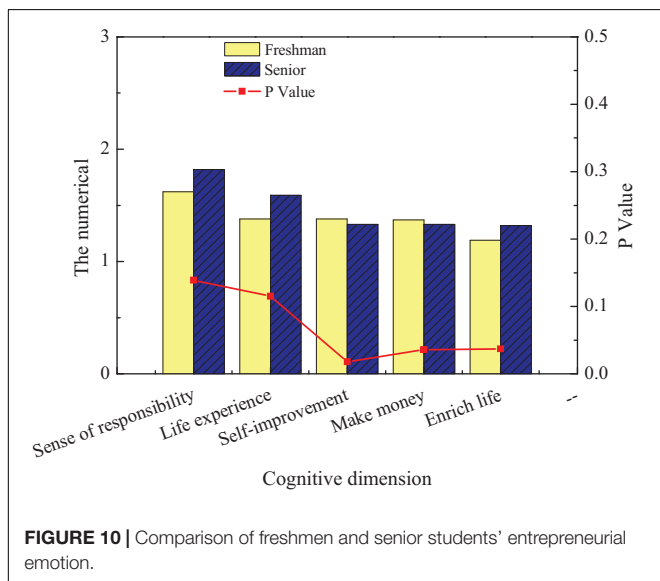 3
2
1
0
The numerical
Freshman
Senior
P Value
0.5
0.4
0.3
0.2
0.1
0.0
P Value
Sense of responsibility
Life experience
Self-improvement
Make money
Enrich life
--
Cognitive dimension
FIGURE 10 | Comparison of freshmen and senior students' entrepreneurial
emotion.